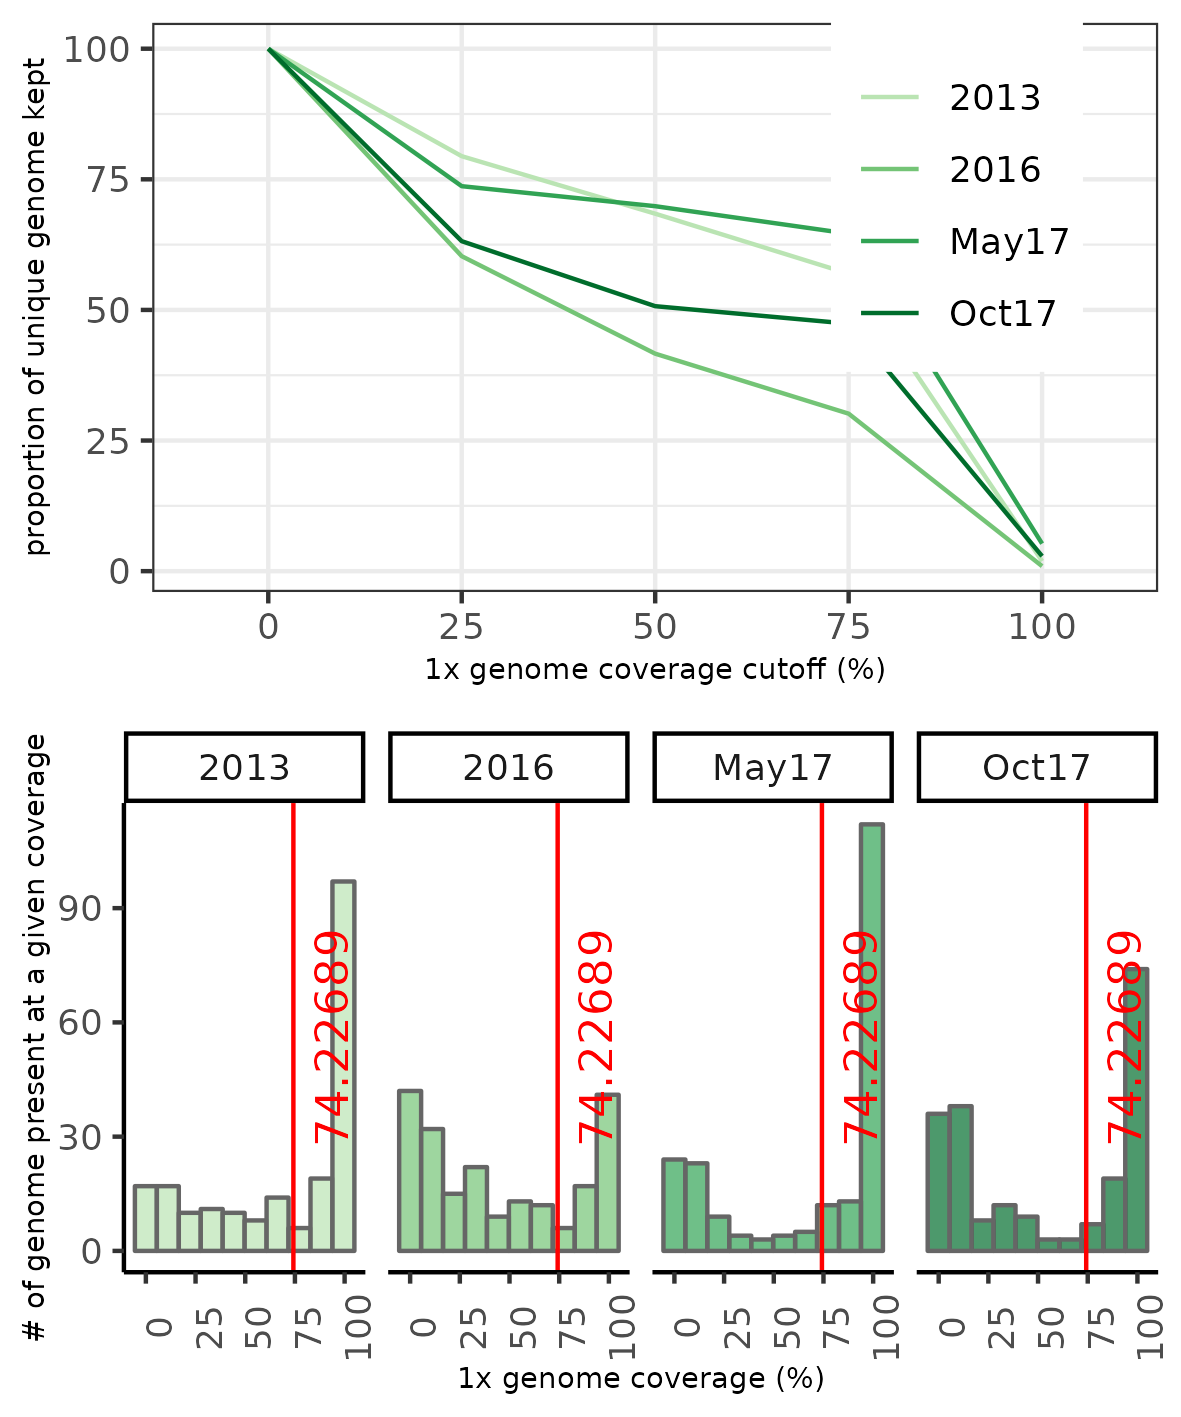 proportion of unique genome kept
100
75
50
25
0
2013
2016
May17
Oct17
0 25 50 75 100
1x genome coverage cutoff (%)
# of genome present at a given coverage
2013 2016 May17 Oct17
90
60
30
0
74.22689 74.22689 74.22689 74.22689
0 25 50 75 100 0 25 50 75 100 0 25 50 75 100 0 25 50 75 100
1x genome coverage (%)